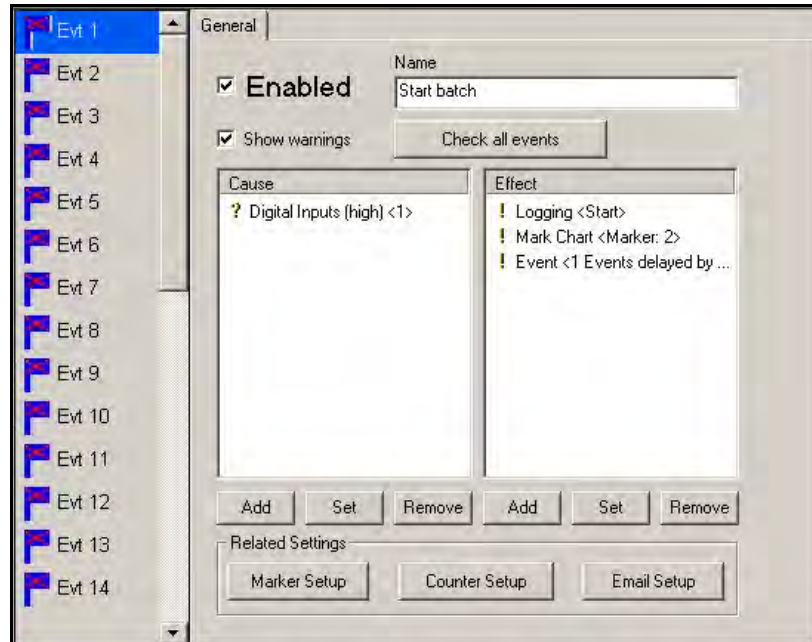 Evt 1
Evt 2
Evt 3
Evt 4
Evt 5
Evt 6
Evt 7
Evt 8
Evt 9
Evt 10
Evt 11
Evt 12
Evt 13
Evt 14
General
Enabled
Name
Start batch
Show warnings
Check all events
Cause
? Digital Inputs (high) <1>
Effect
! Logging <Start>
! Mark Chart <Marker: 2>
! Event <1 Events delayed by ...
Add Set Remove Add Set Remove
Related Settings
Marker Setup Counter Setup Email Setup